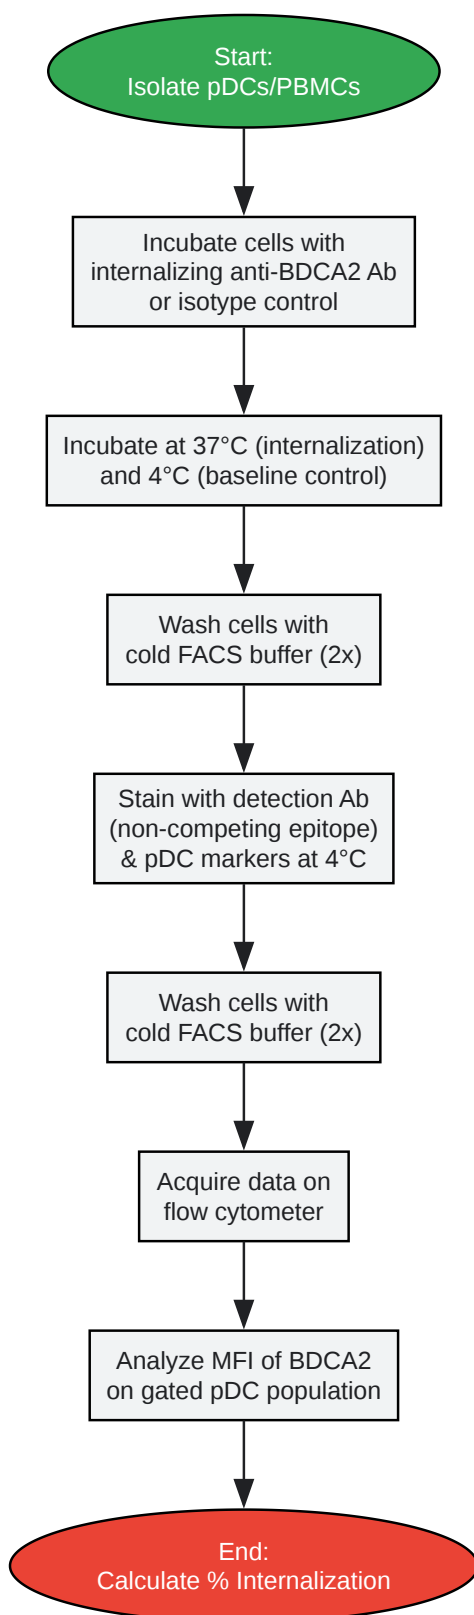 Start:
Isolate pDCs/PBMCs
Incubate cells with
internalizing anti-BDCA2 Ab
or isotype control
Incubate at 37°C (internalization)
and 4°C (baseline control)
Wash cells with
cold FACS buffer (2x)
Stain with detection Ab
(non-competing epitope)
& pDC markers at 4°C
Wash cells with
cold FACS buffer (2x)
Acquire data on
flow cytometer
Analyze MFI of BDCA2
on gated pDC population
End:
Calculate % Internalization